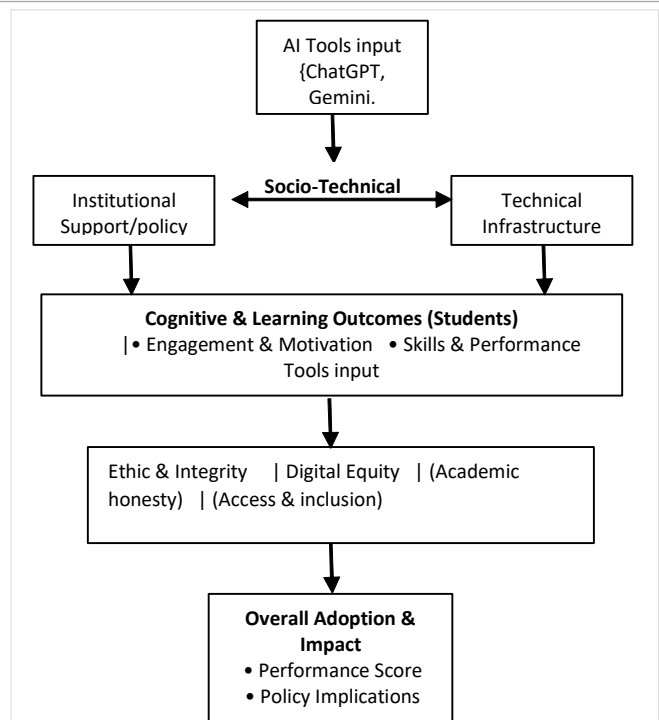 AI Tools input
{ChatGPT,
Gemini.
Socio-Technical
Institutional
Support/policy
Technical
Infrastructure
Cognitive & Learning Outcomes (Students)
|• Engagement & Motivation • Skills & Performance
Tools input
Ethic & Integrity | Digital Equity | (Academic
honesty) | (Access & inclusion)
Overall Adoption &
Impact
• Performance Score
• Policy Implications